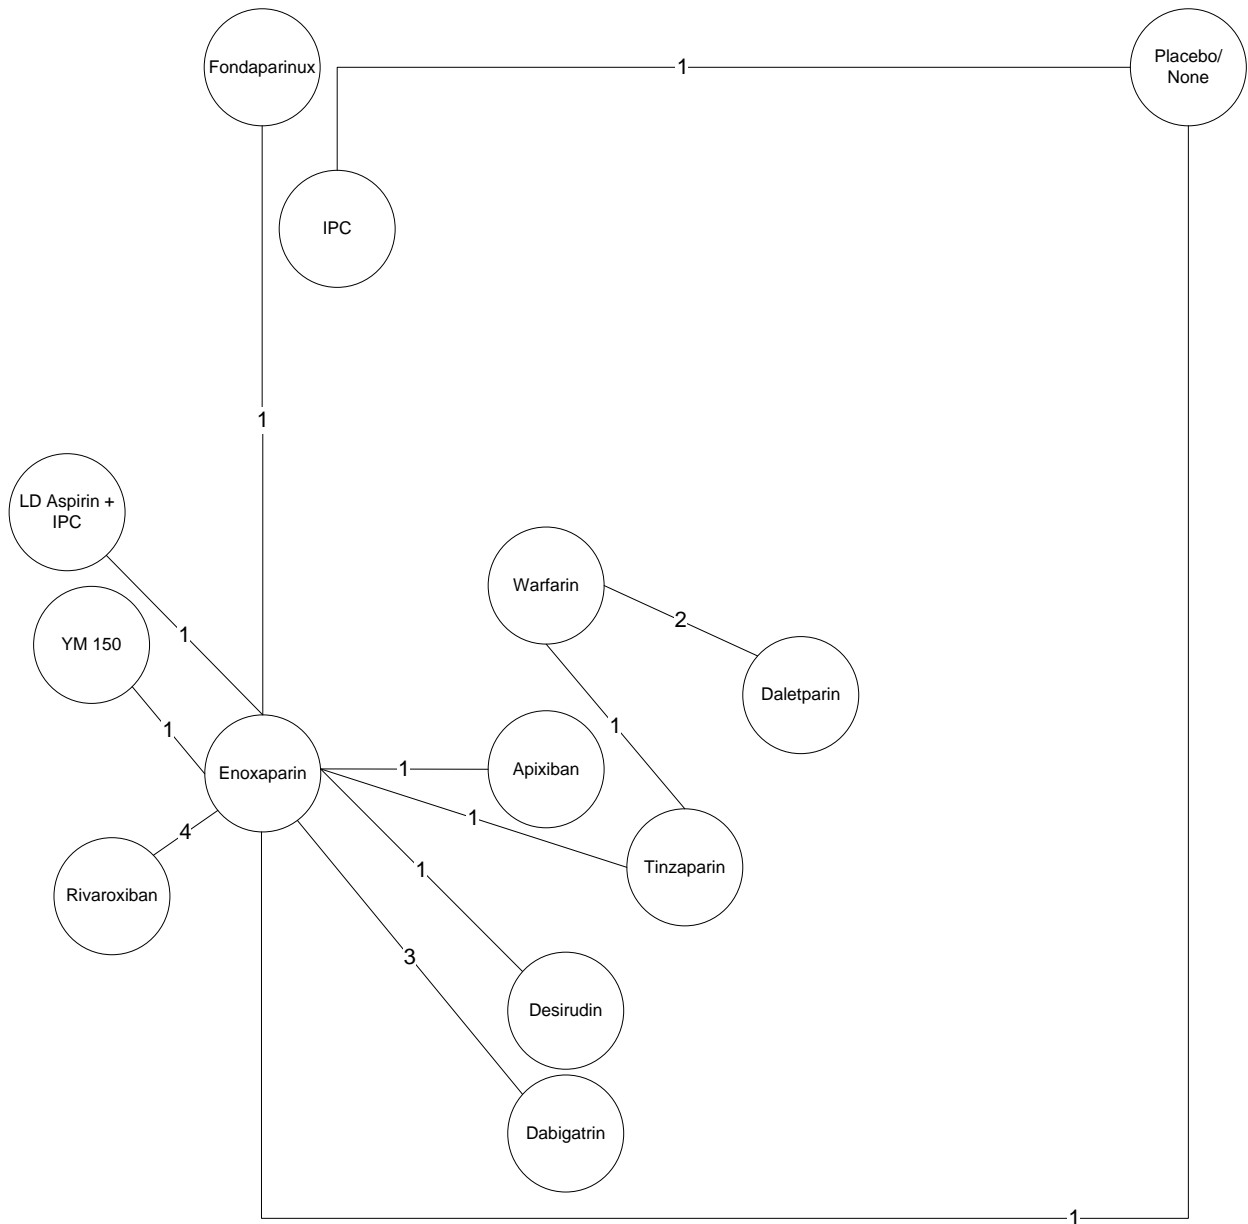 Fondaparinux
Placebo/
None
1
IPC
1
LD Aspirin +
IPC
Warfarin
2
1
YM 150
Daletparin
1
1
Enoxaparin
1
Apixiban
1
4
1
Tinzaparin
Rivaroxiban
3
Desirudin
Dabigatrin
1